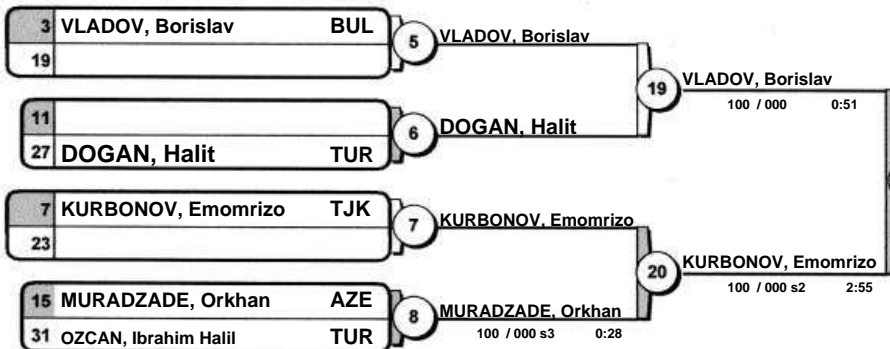 3 VLADOV, Borislav BUL
19
5 VLADOV, Borislav
11
27 DOGAN, Halit TUR
6 DOGAN, Halit
19 VLADOV, Borislav
100 / 000 0:51
7 KURBONOV, Emomrizo TJK
23
7 KURBONOV, Emomrizo
15 MURADZADE, Orkhan AZE
31 OZCAN, Ibrahim Halil TUR
8 MURADZADE, Orkhan
100 / 000 s3 0:28
20 KURBONOV, Emomrizo
100 / 000 s2 2:55